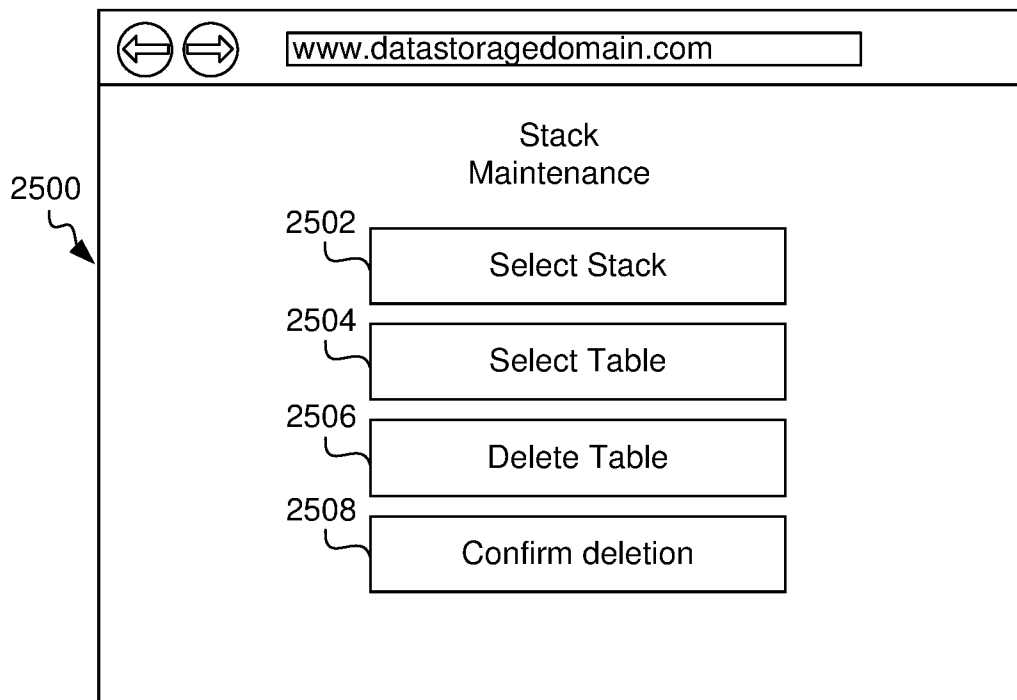 www.datastoragedomain.com
Stack
Maintenance
2500
2502
Select Stack
2504
Select Table
2506
Delete Table
2508
Confirm deletion